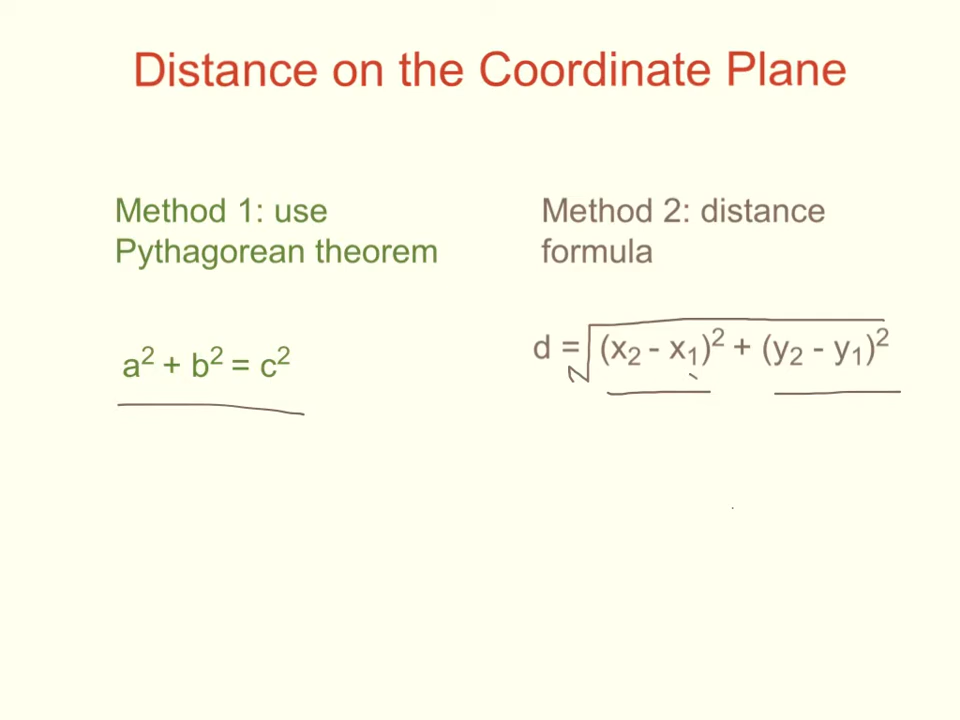 Distance on the Coordinate Plane
Method 1: use
Pythagorean theorem
a² + b² = c²
Method 2: distance
formula
d = √(x₂ - x₁)² + (y₂ - y₁)²